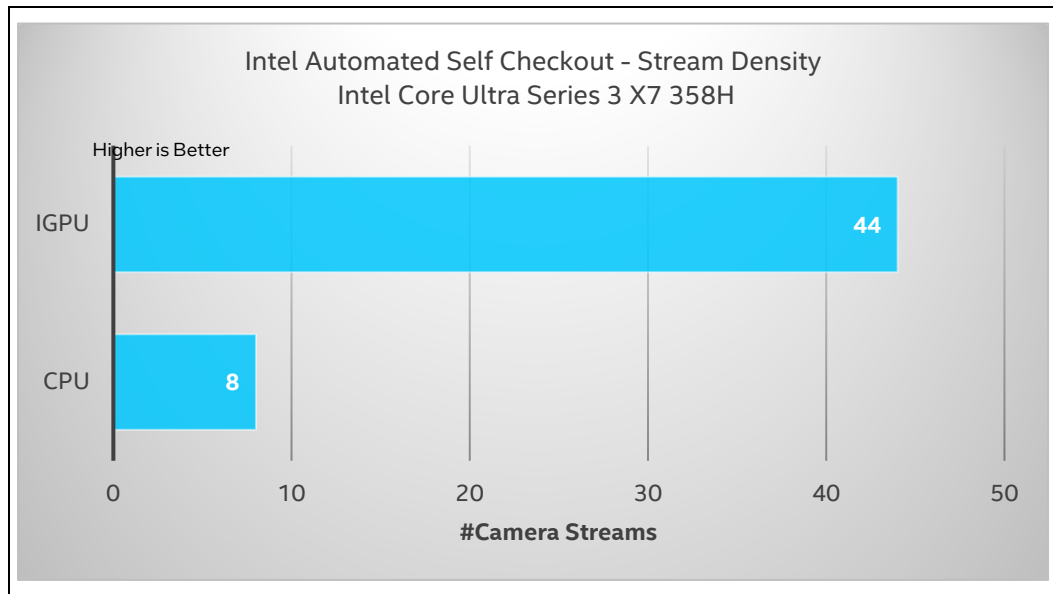 Intel Automated Self Checkout - Stream Density
Intel Core Ultra Series 3 X7 358H
Higher is Better
IGPU
44
CPU
8
0 10 20 30 40 50
#Camera Streams